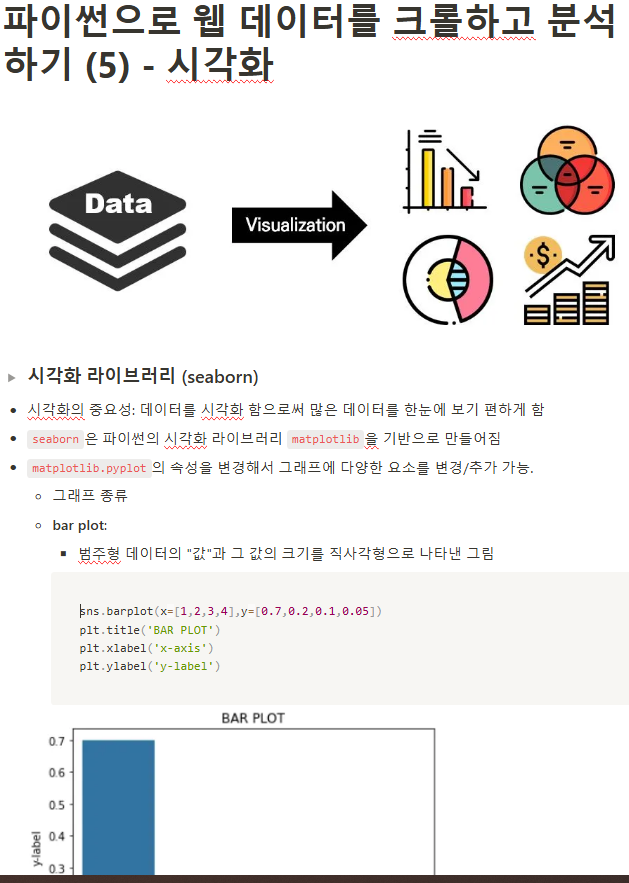 파이썬으로 웹 데이터를 크롤하고 분석
하기 (5) - 시각화
Data
Visualization
$
시각화 라이브러리 (seaborn)
시각화의 중요성: 데이터를 시각화 함으로써 많은 데이터를 한눈에 보기 편하게 함
seaborn 은 파이썬의 시각화 라이브러리 matplotlib 을 기반으로 만들어짐
matplotlib.pyplot 의 속성을 변경해서 그래프에 다양한 요소를 변경/추가 가능.
그래프 종류
bar plot:
범주형 데이터의 "값"과 그 값의 크기를 직사각형으로 나타낸 그림
sns.barplot(x=[1,2,3,4],y=[0.7,0.2,0.1,0.05])
plt.title('BAR PLOT')
plt.xlabel('x-axis')
plt.ylabel('y-label')
BAR PLOT
0.7
0.6
0.5
0.4
0.3
y-label